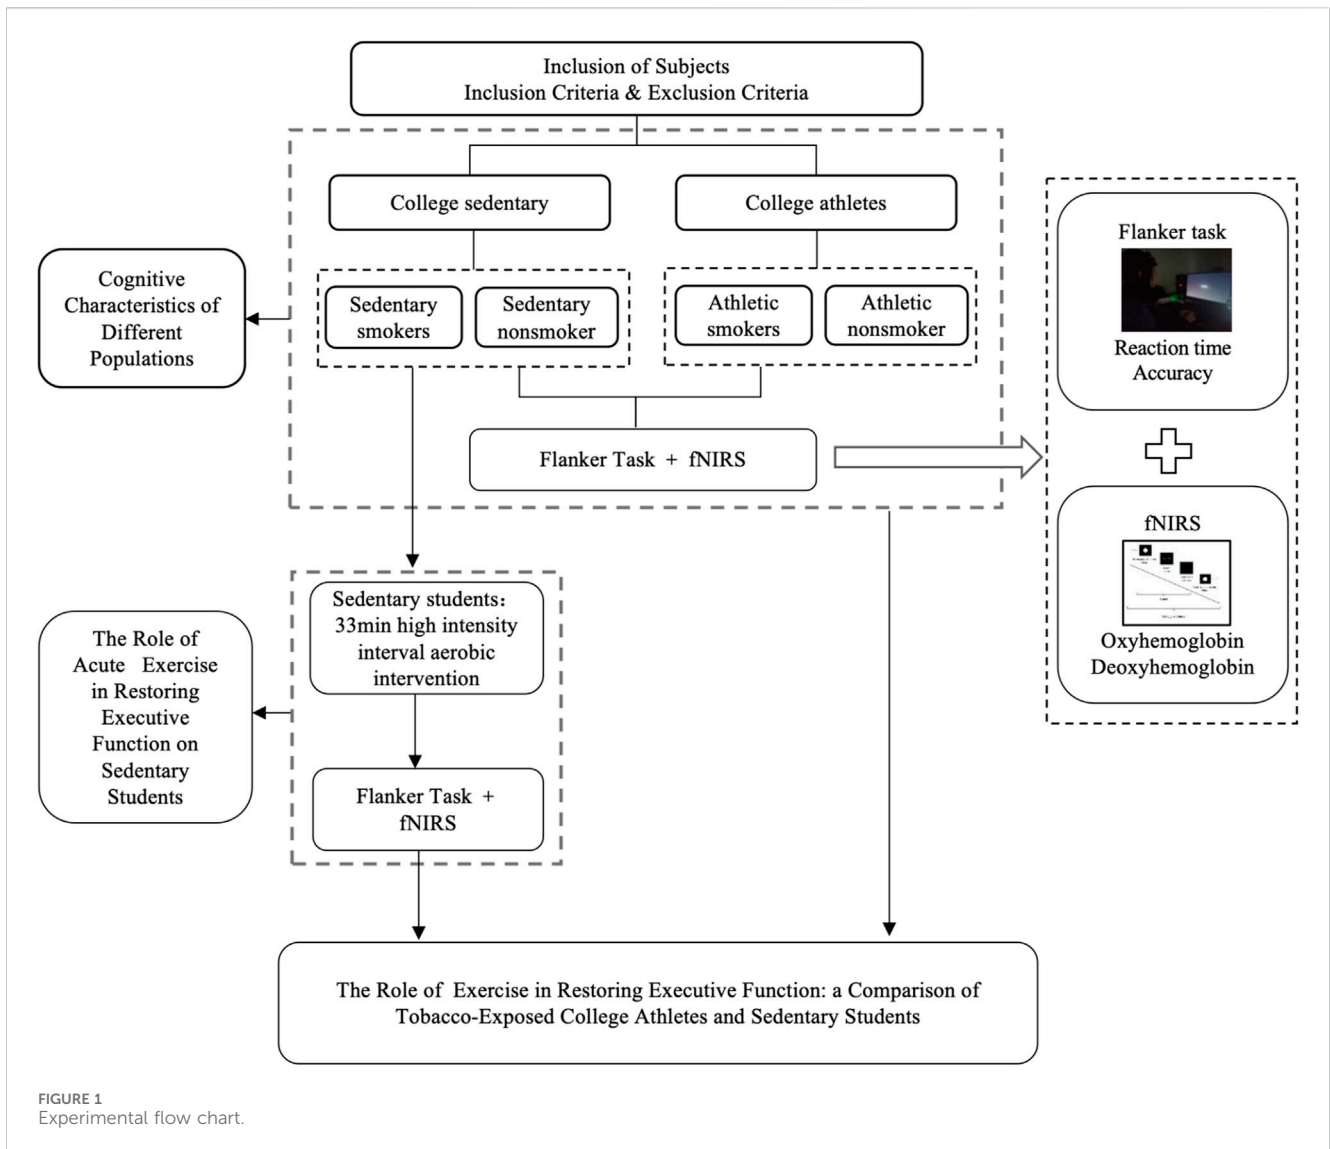 Inclusion of Subjects
Inclusion Criteria & Exclusion Criteria
College sedentary
College athletes
Sedentary
smokers
Sedentary
nonsmoker
Athletic
smokers
Athletic
nonsmoker
Flanker Task + fNIRS
Cognitive
Characteristics of
Different
Populations
Flanker task
Reaction time
Accuracy
fNIRS
Oxyhemoglobin
Deoxyhemoglobin
Sedentary students:
33min high intensity
interval aerobic
intervention
Flanker Task +
fNIRS
The Role of
Acute Exercise
in Restoring
Executive
Function on
Sedentary
Students
The Role of Exercise in Restoring Executive Function: a Comparison of
Tobacco-Exposed College Athletes and Sedentary Students
FIGURE 1
Experimental flow chart.